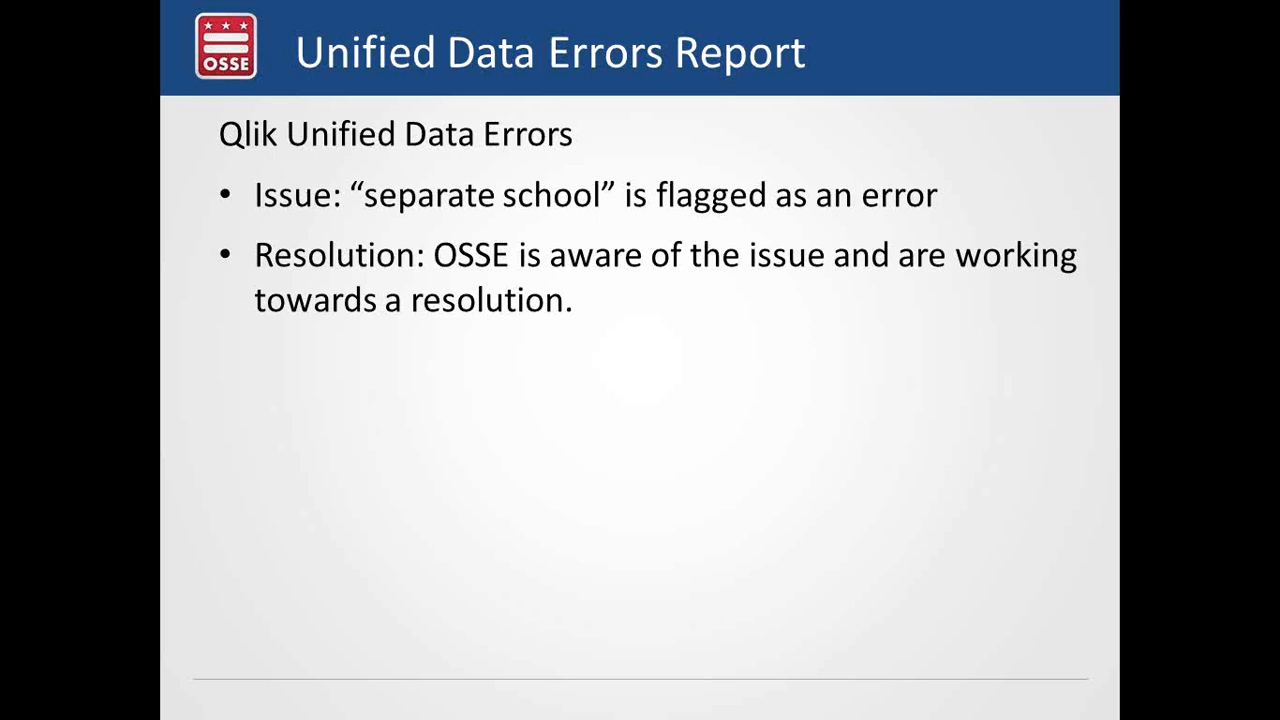 OSSE
Unified Data Errors Report
Qlik Unified Data Errors
• Issue: “separate school” is flagged as an error
• Resolution: OSSE is aware of the issue and are working
towards a resolution.